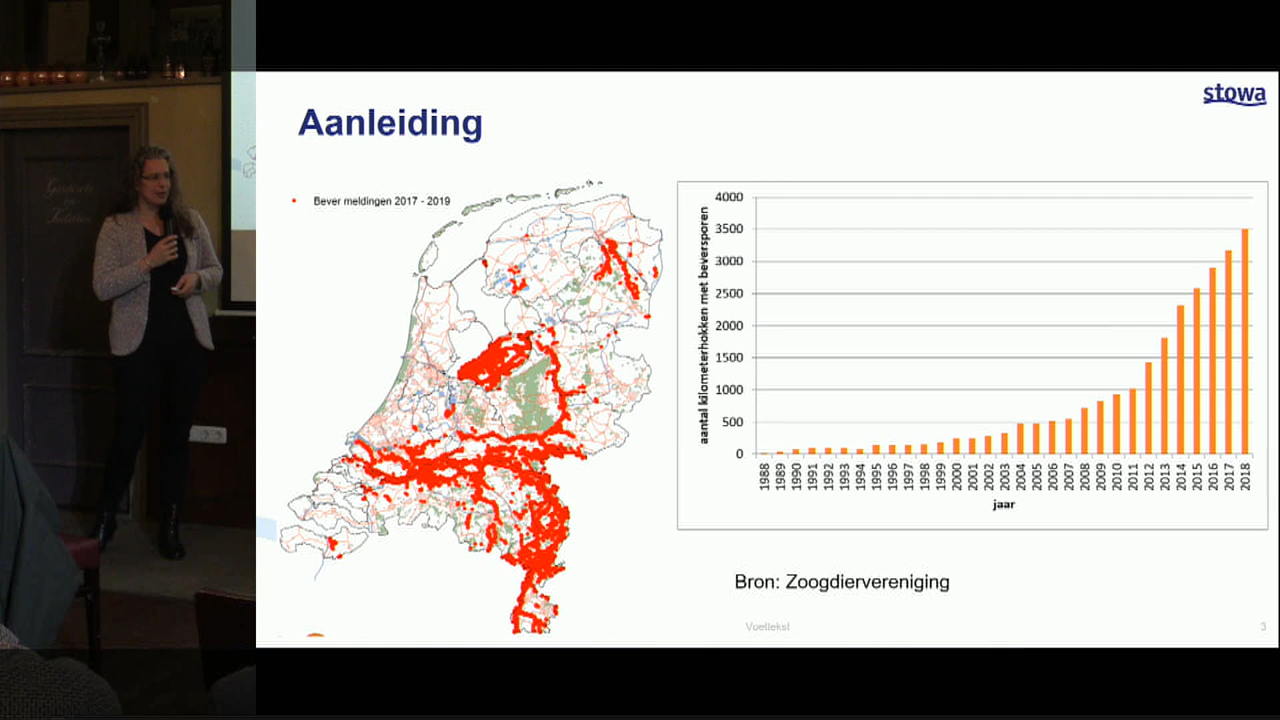 stowa
Aanleiding
Bever meldingen 2017 - 2019
aantal kilometerhokken met beversporen
4000
3500
3000
2500
2000
1500
1000
500
0
1988 1989 1990 1991 1992 1993 1994 1995 1996 1997 1998 1999 2000 2001 2002 2003 2004 2005 2006 2007 2008 2009 2010 2011 2012 2013 2014 2015 2016 2017 2018
jaar
Bron: Zoogdiervereniging
Voettekst
3